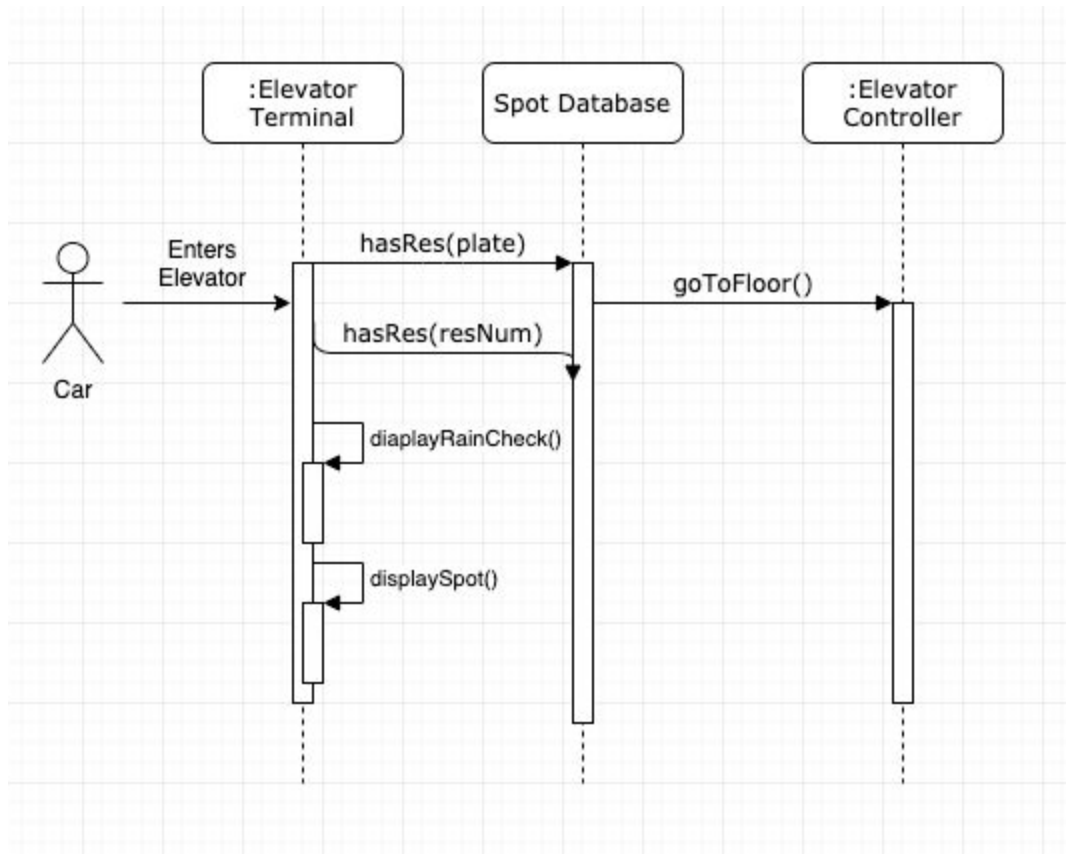 :Elevator
Terminal
Spot Database
:Elevator
Controller
Enters
Elevator
hasRes(plate)
goToFloor()
hasRes(resNum)
Car
diaplayRainCheck()
displaySpot()